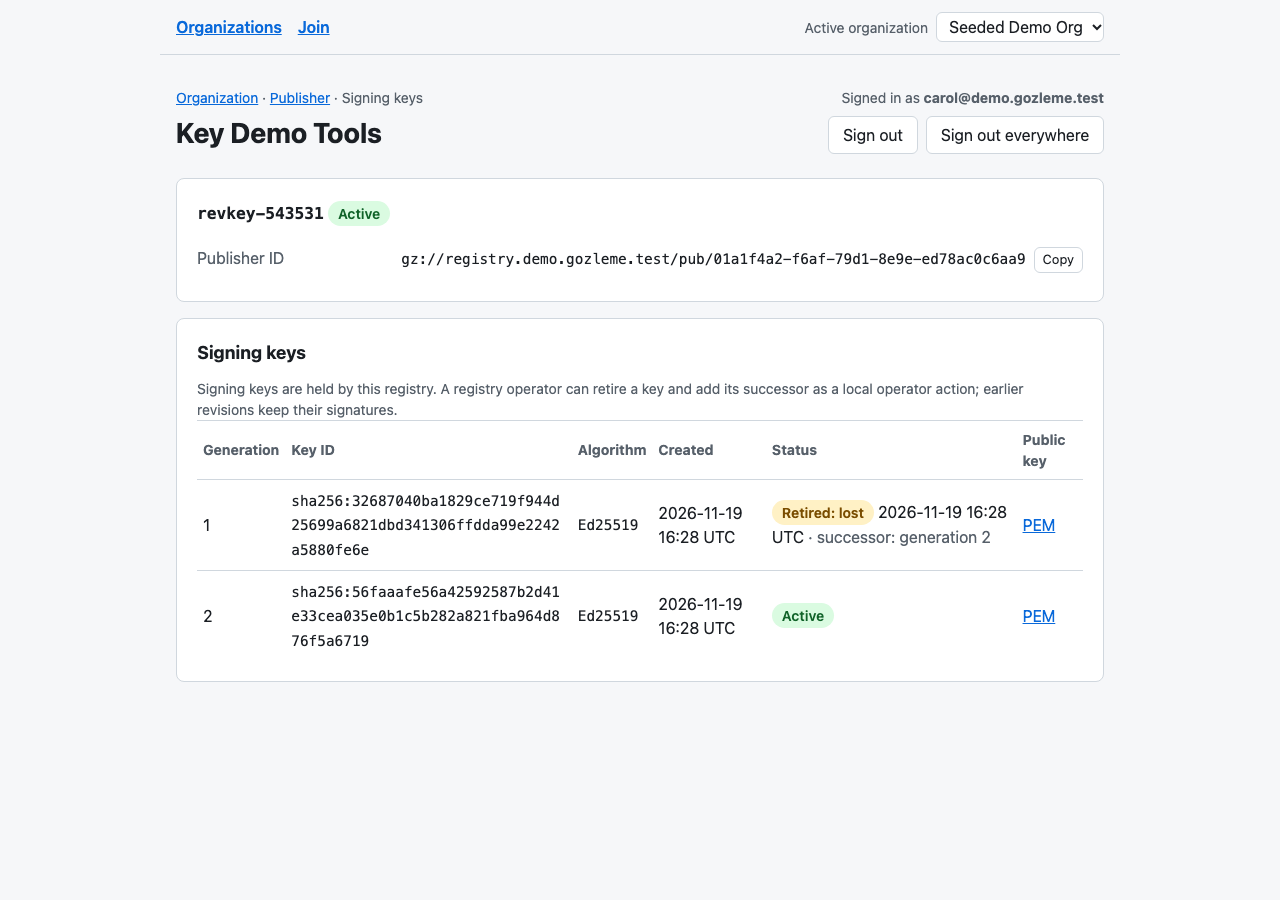 Organizations Join
Active organization Seeded Demo Org
Organization · Publisher · Signing keys
Signed in as carol@demo.gozleme.test
Key Demo Tools
Sign out Sign out everywhere
revkey-543531 Active
Publisher ID gz://registry.demo.gozleme.test/pub/01a1f4a2-f6af-79d1-8e9e-ed78ac0c6aa9 Copy
Signing keys
Signing keys are held by this registry. A registry operator can retire a key and add its successor as a local operator action; earlier
revisions keep their signatures.
Generation Key ID Algorithm Created Status Public key
1
sha256:32687040ba1829ce719f944d
25699a6821dbd341306ffdda99e2242
a5880fe6e
Ed25519
2026-11-19
16:28 UTC
Retired: lost 2026-11-19 16:28
UTC · successor: generation 2
PEM
2
sha256:56faaafe56a42592587b2d41
e33cea035e0b1c5b282a821fba964d8
76f5a6719
Ed25519
2026-11-19
16:28 UTC
Active
PEM